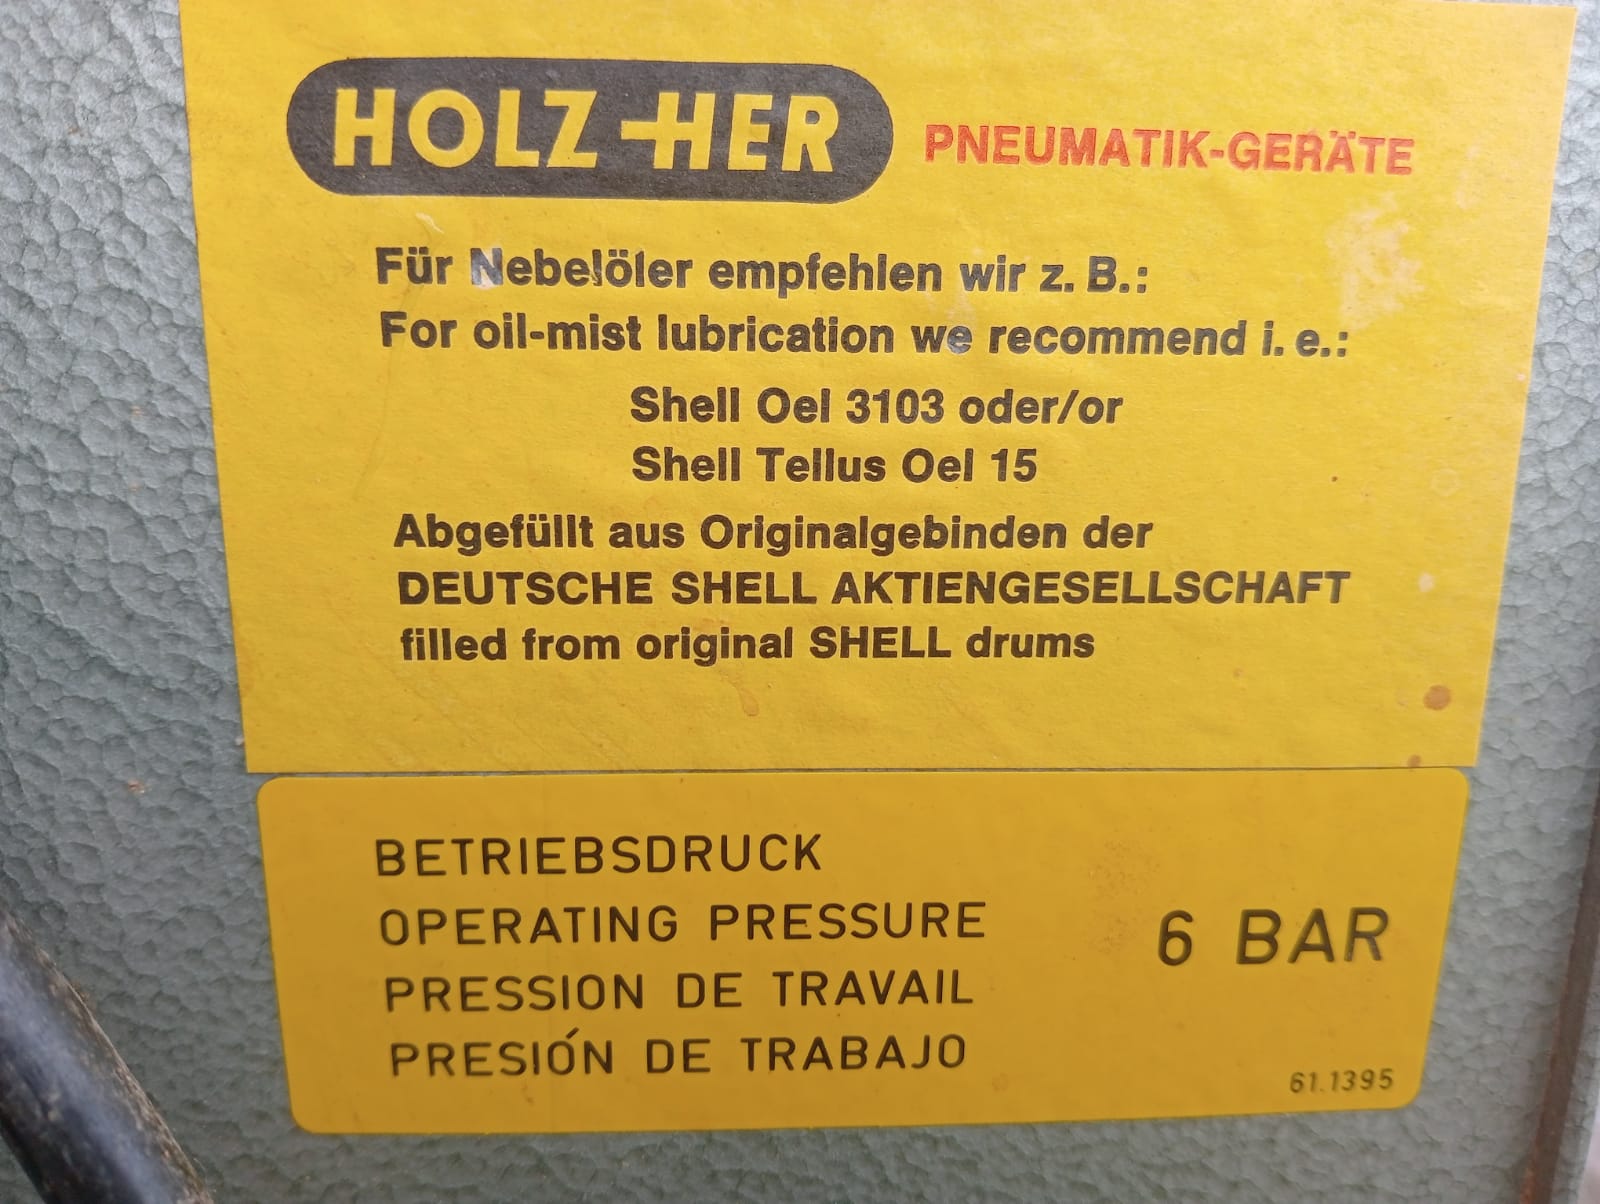 HOLZ-HER PNEUMATIK-GERÄTE
Für Nebelöler empfehlen wir z. B.:
For oil-mist lubrication we recommend i. e.:
Shell Oel 3103 oder/or
Shell Tellus Oel 15
Abgefüllt aus Originalgebinden der
DEUTSCHE SHELL AKTIENGESELLSCHAFT
filled from original SHELL drums
BETRIEBSDRUCK
OPERATING PRESSURE 6 BAR
PRESSION DE TRAVAIL
PRESIÓN DE TRABAJO
61.1395